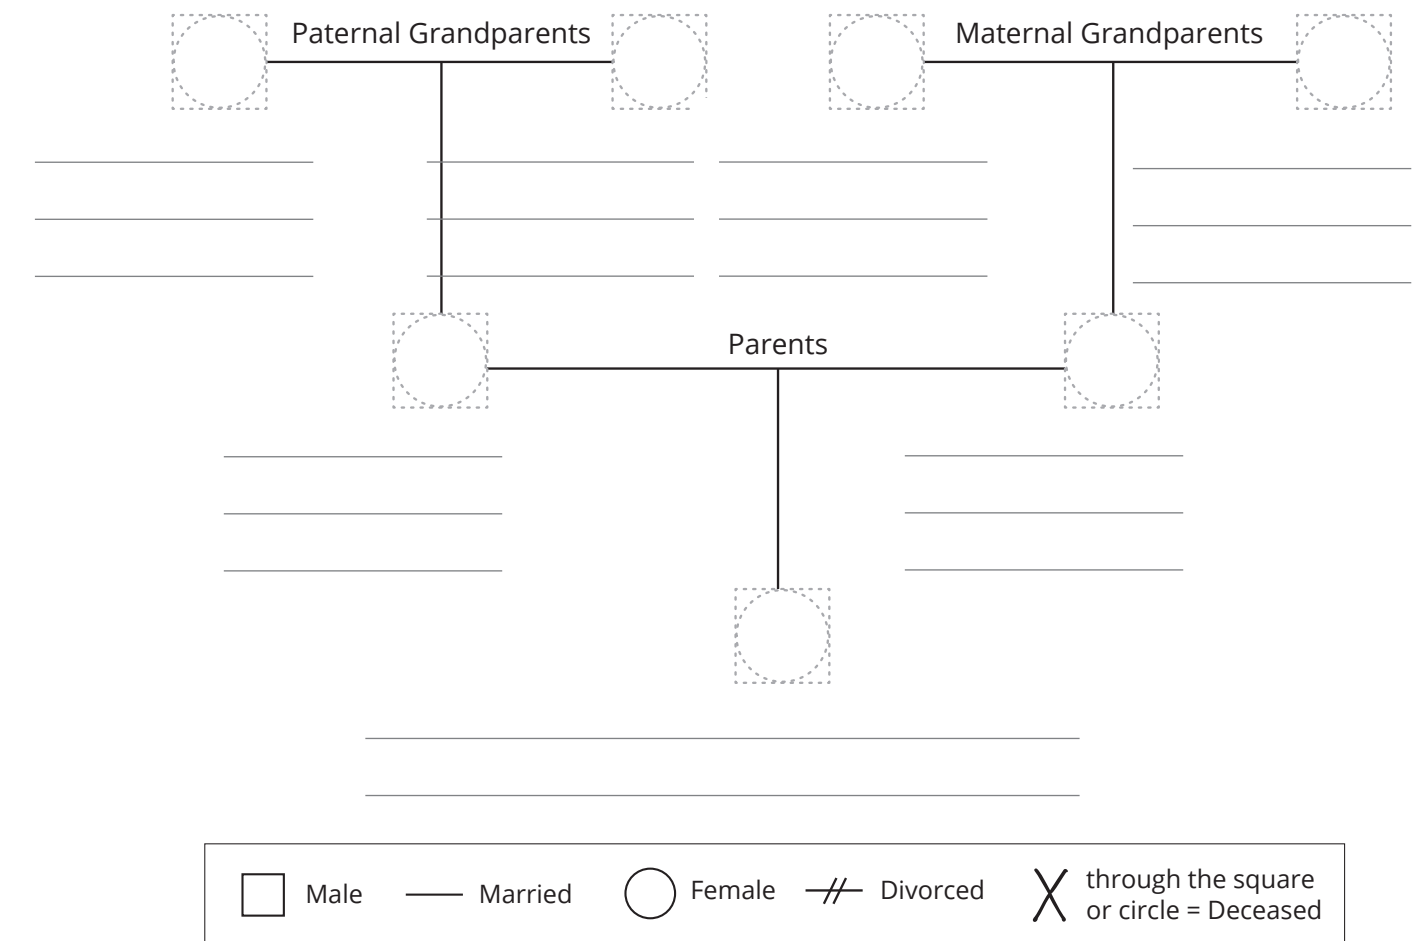 Paternal Grandparents
Maternal Grandparents
Parents
Male
Married
Female
Divorced
through the square
or circle = Deceased